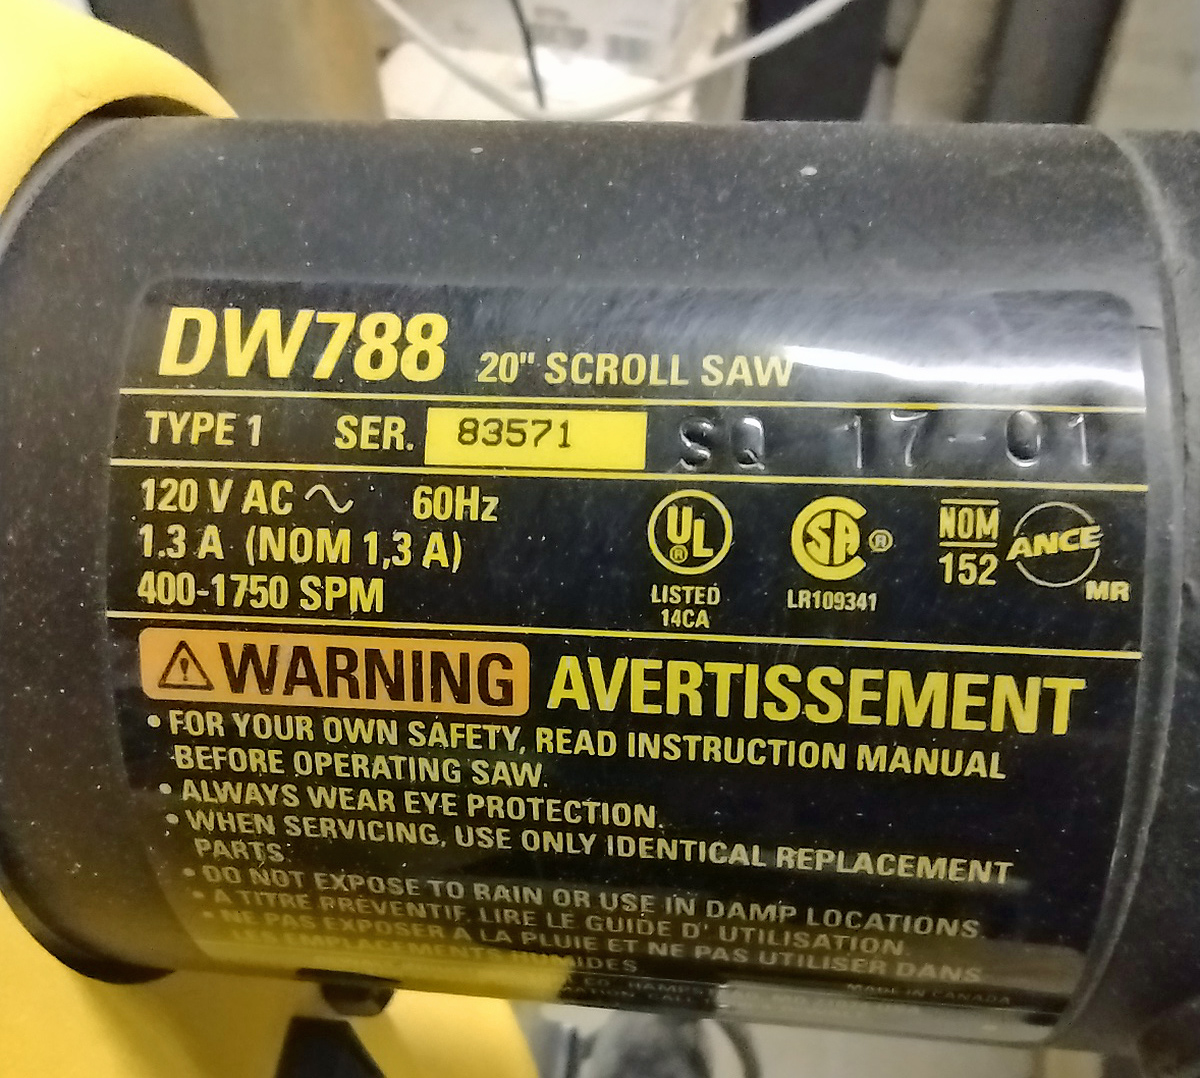 DW788 20" SCROLL SAW
TYPE 1 SER. 83571 SQ 17-01
120 V AC 60Hz
1.3 A (NOM 1,3 A)
400-1750 SPM
UL ®
LISTED
14CA
SA ®
LR109341
NOM
152
ANCE
MR
WARNING AVERTISSEMENT
• FOR YOUR OWN SAFETY, READ INSTRUCTION MANUAL
BEFORE OPERATING SAW.
• ALWAYS WEAR EYE PROTECTION.
• WHEN SERVICING, USE ONLY IDENTICAL REPLACEMENT
PARTS.
• DO NOT EXPOSE TO RAIN OR USE IN DAMP LOCATIONS.
• A TITRE PRÉVENTIF, LIRE LE GUIDE D' UTILISATION.
• NE PAS EXPOSER À LA PLUIE ET NE PAS UTILISER DANS
LES EMPLACEMENTS HUMIDES
MADE IN CANADA